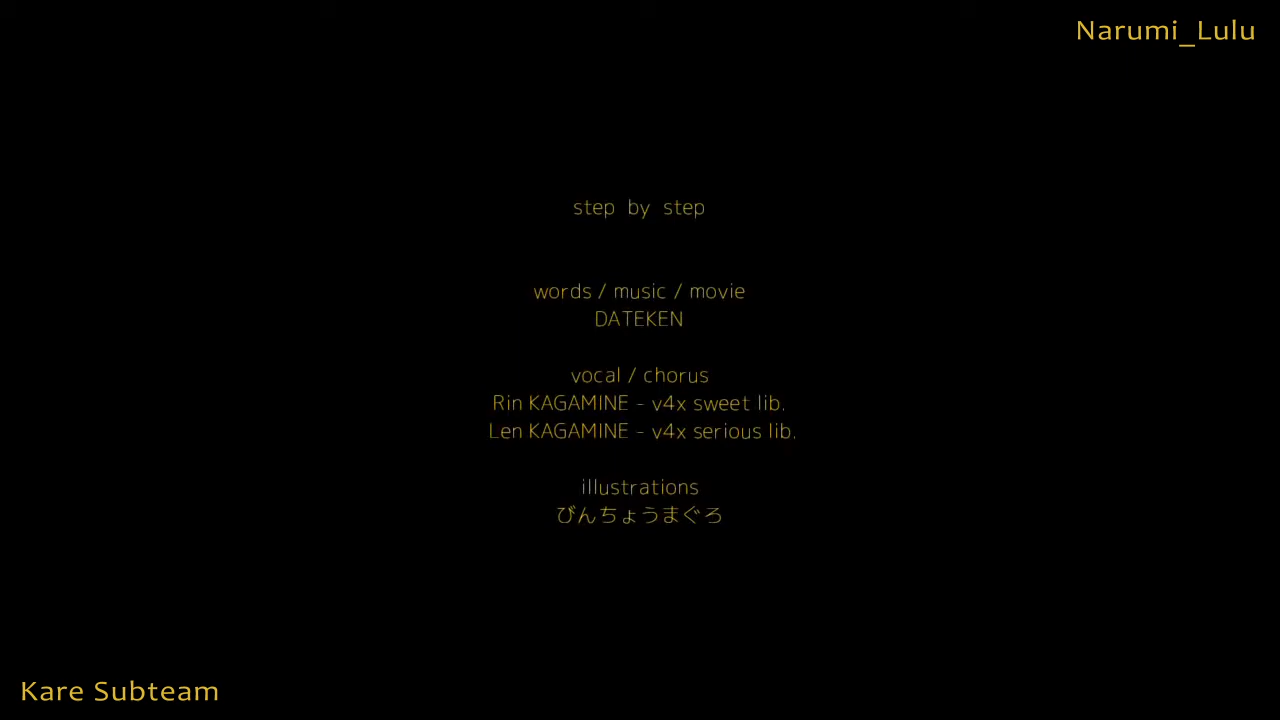 Narumi_Lulu
step by step
words / music / movie
DATEKEN
vocal / chorus
Rin KAGAMINE - v4x sweet lib.
Len KAGAMINE - v4x serious lib.
illustrations
びんちょうまぐろ
Kare Subteam